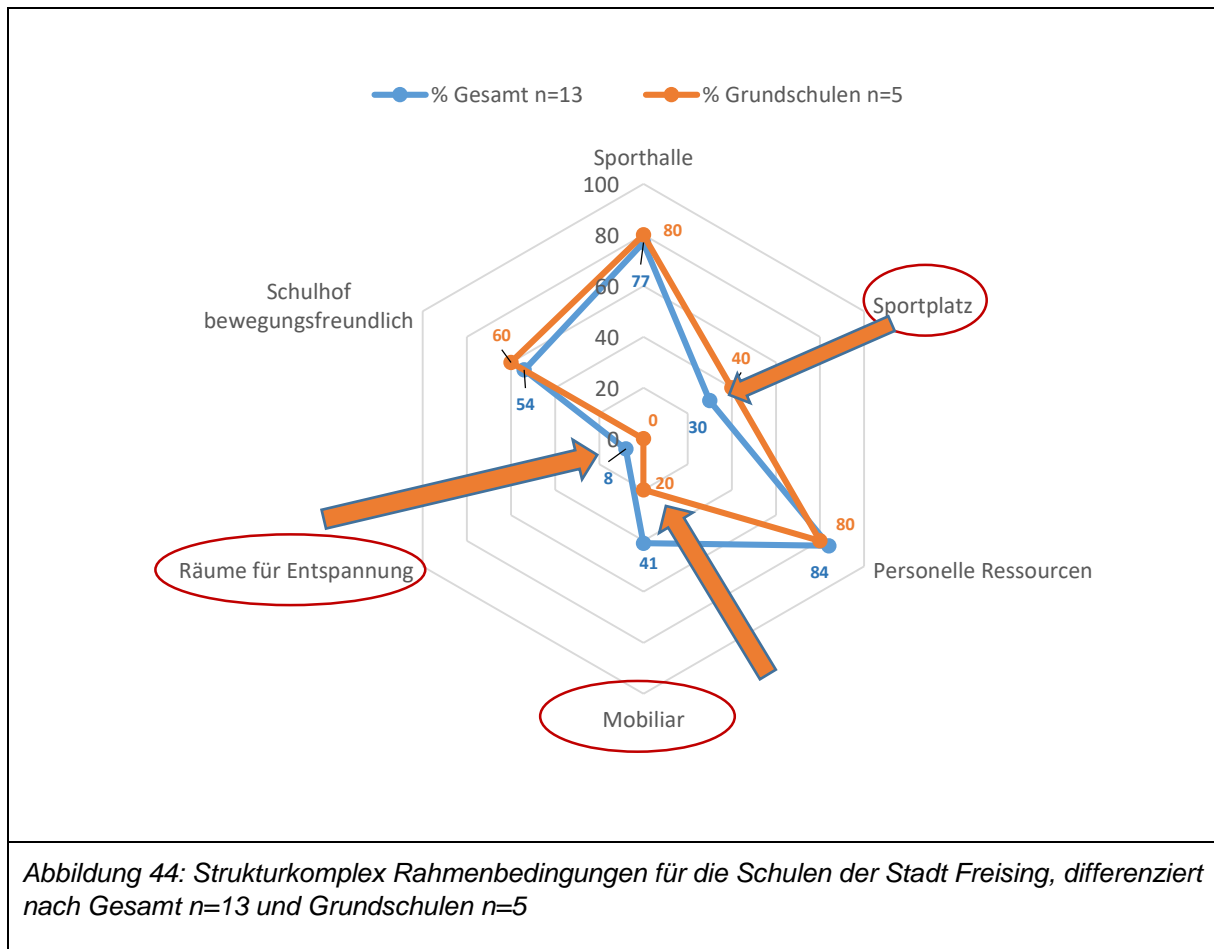 % Gesamt n=13 % Grundschulen n=5
Sporthalle
100
80
80
77
60
Schulhof
bewegungsfreundlich
Sportplatz
60
40
40
54
30
20
0
0
8
20
80
84
41
Räume für Entspannung
Personelle Ressourcen
Mobiliar
Abbildung 44: Strukturkomplex Rahmenbedingungen für die Schulen der Stadt Freising, differenziert
nach Gesamt n=13 und Grundschulen n=5